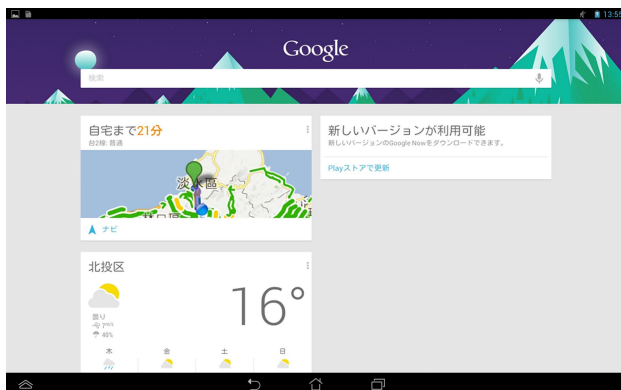 13:55
Google
検索
自宅まで21分
台2線: 普通
淡水區
林口區
ナビ
新しいバージョンが利用可能
新しいバージョンのGoogle Nowをダウンロードできます。
Playストアで更新
北投区
16°
曇り
40%
木 金 土 日